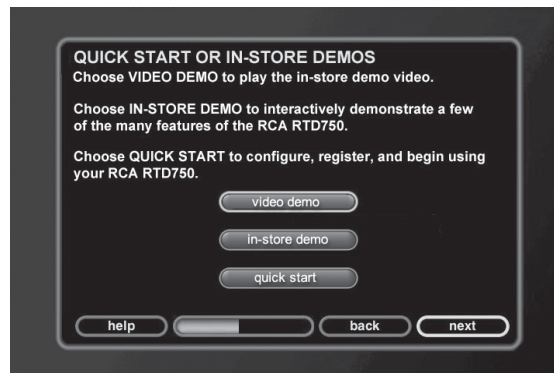 QUICK START OR IN-STORE DEMOS
Choose VIDEO DEMO to play the in-store demo video.
Choose IN-STORE DEMO to interactively demonstrate a few
of the many features of the RCA RTD750.
Choose QUICK START to configure, register, and begin using
your RCA RTD750.
video demo
in-store demo
quick start
help
back
next